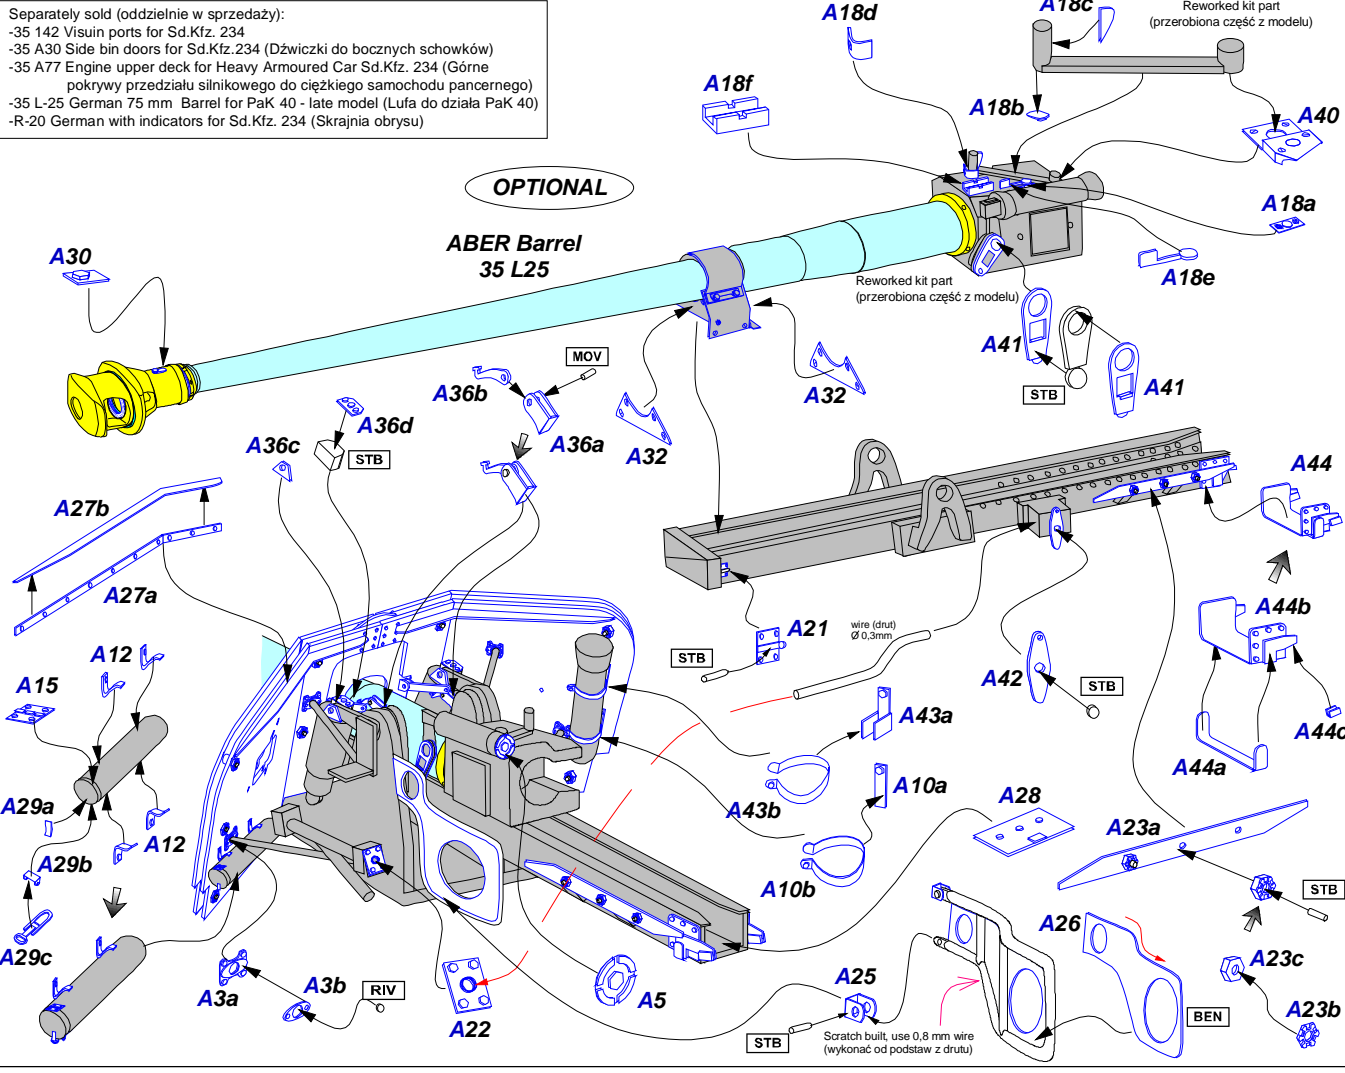 Separately sold (oddzielnie w sprzedaży):
-35 142 Visuin ports for Sd.Kfz. 234
-35 A30 Side bin doors for Sd.Kfz.234 (Dźwiczki do bocznych schowków)
-35 A77 Engine upper deck for Heavy Armoured Car Sd.Kfz. 234 (Górne
pokrywy przedziału silnikowego do ciężkiego samochodu pancernego)
-35 L-25 German 75 mm Barrel for PaK 40 - late model (Lufa do działa PaK 40)
-R-20 German with indicators for Sd.Kfz. 234 (Skrajnia obrysu)
A18d
A18c
Reworked kit part
(przerobiona część z modelu)
A18f
A18b
A40
OPTIONAL
A18a
ABER Barrel
35 L25
A30
A18e
Reworked kit part
(przerobiona część z modelu)
A41
MOV
A36b
A32
STB
A41
A36d
A36a
A32
A36c
STB
A44
A27b
A27a
A44b
A21
wire (drut)
Ø 0,3mm
A12
STB
A42
STB
A15
A43a
A44c
A44a
A10a
A29a
A43b
A28
A23a
A12
A29b
A10b
STB
A26
A29c
A23c
A3a
A3b
RIV
A5
A25
A22
BEN
A23b
STB
Scratch built, use 0,8 mm wire
(wykonać od podstaw z drutu)